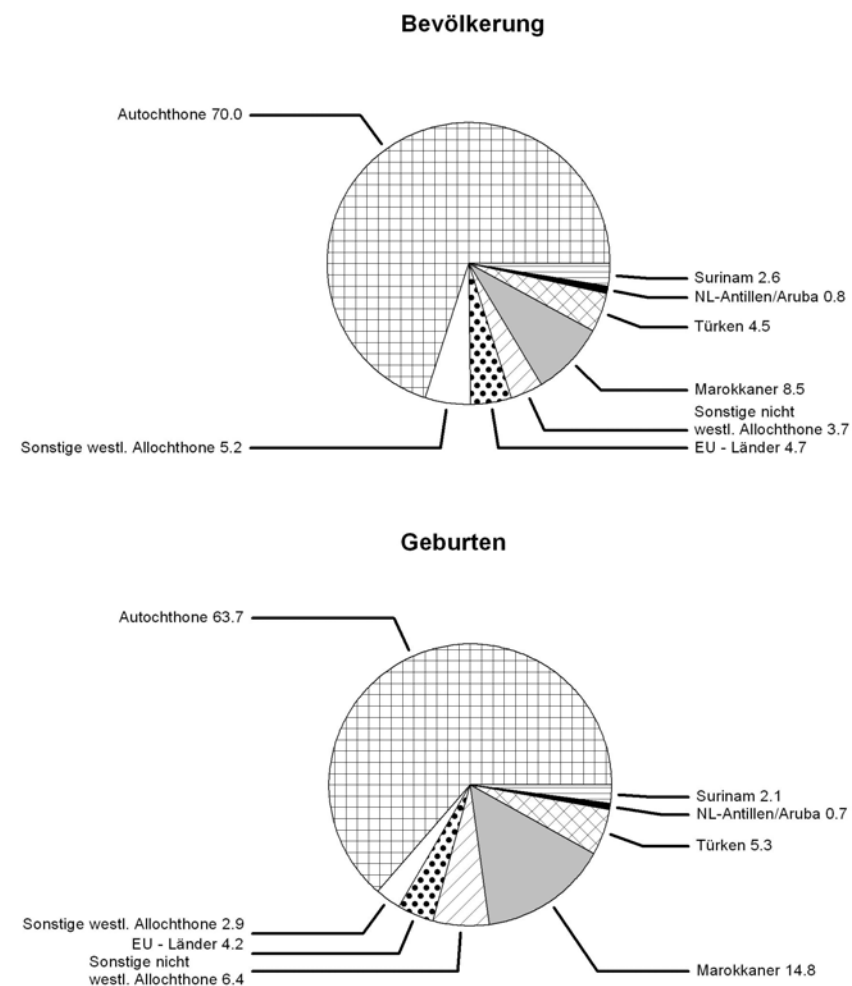 Bevölkerung
Autochthone 70.0
Surinam 2.6
NL-Antillen/Aruba 0.8
Türken 4.5
Marokkaner 8.5
Sonstige nicht
westl. Allochthone 3.7
EU - Länder 4.7
Sonstige westl. Allochthone 5.2
Geburten
Autochthone 63.7
Surinam 2.1
NL-Antillen/Aruba 0.7
Türken 5.3
Sonstige westl. Allochthone 2.9
EU - Länder 4.2
Sonstige nicht
westl. Allochthone 6.4
Marokkaner 14.8